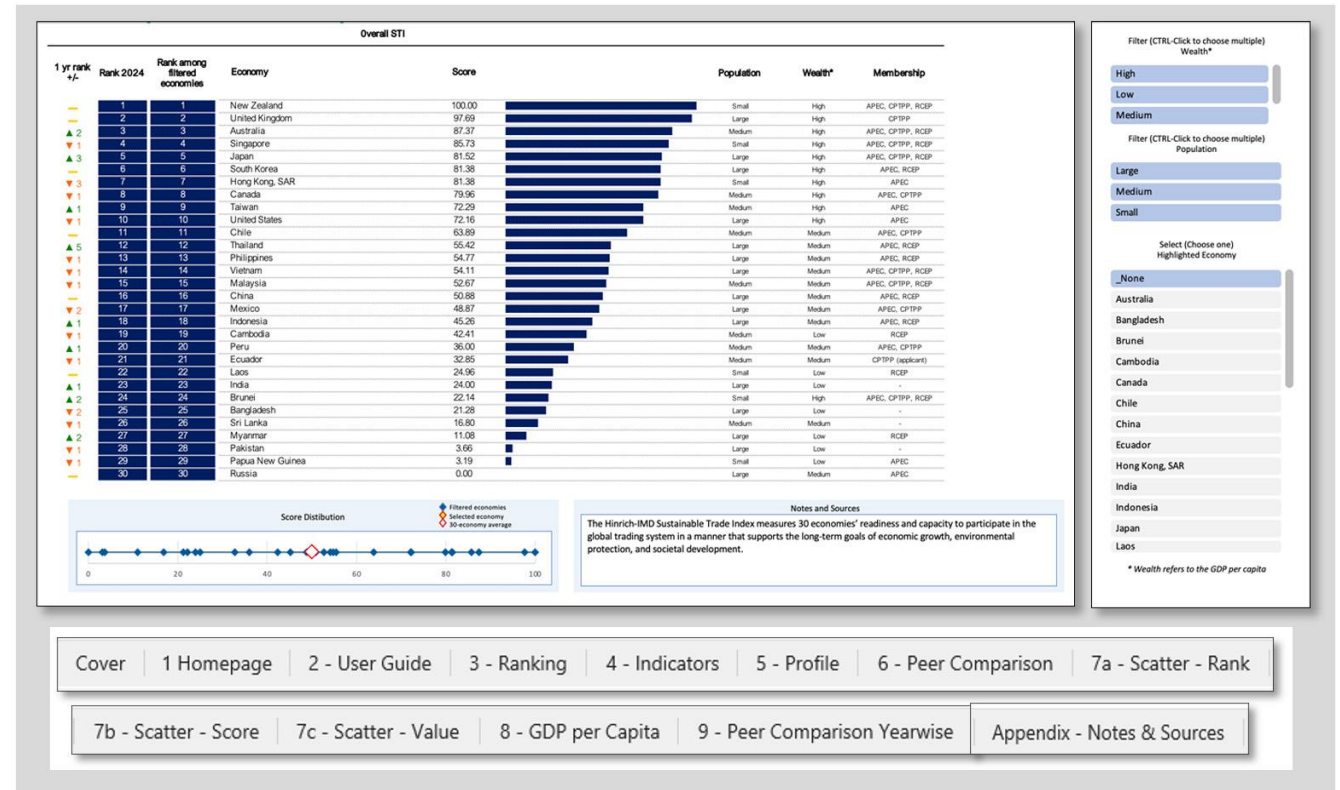 Overall STI
1 yr rank +/- Rank 2024 Rank among filtered economies Economy Score Population Wealth* Membership
– 1 1 New Zealand 100.00 Small High APEC, CPTPP, RCEP
– 2 2 United Kingdom 97.69 Large High CPTPP
▲ 2 3 3 Australia 87.37 Medium High APEC, CPTPP, RCEP
▼ 1 4 4 Singapore 85.73 Small High APEC, CPTPP, RCEP
▲ 3 5 5 Japan 81.52 Large High APEC, CPTPP, RCEP
– 6 6 South Korea 81.38 Large High APEC, RCEP
▼ 3 7 7 Hong Kong, SAR 81.38 Small High APEC
▼ 1 8 8 Canada 79.96 Medium High APEC, CPTPP
▲ 1 9 9 Taiwan 72.29 Medium High APEC
▼ 1 10 10 United States 72.16 Large High APEC
– 11 11 Chile 63.89 Medium Medium APEC, CPTPP
▲ 5 12 12 Thailand 55.42 Large Medium APEC, RCEP
▼ 1 13 13 Philippines 54.77 Large Medium APEC, RCEP
▼ 1 14 14 Vietnam 54.11 Large Medium APEC, CPTPP, RCEP
▼ 1 15 15 Malaysia 52.67 Medium Medium APEC, CPTPP, RCEP
– 16 16 China 50.88 Large Medium APEC, RCEP
▼ 2 17 17 Mexico 48.87 Large Medium APEC, CPTPP
▲ 1 18 18 Indonesia 45.26 Large Medium APEC, RCEP
▼ 1 19 19 Cambodia 42.41 Medium Low RCEP
▲ 1 20 20 Peru 36.00 Medium Medium APEC, CPTPP
▼ 1 21 21 Ecuador 32.85 Medium Medium CPTPP (applicant)
– 22 22 Laos 24.96 Small Low RCEP
▲ 1 23 23 India 24.00 Large Low -
▲ 2 24 24 Brunei 22.14 Small High APEC, CPTPP, RCEP
▼ 2 25 25 Bangladesh 21.28 Large Low -
▼ 1 26 26 Sri Lanka 16.80 Medium Medium -
▲ 2 27 27 Myanmar 11.08 Large Low RCEP
▼ 1 28 28 Pakistan 3.66 Large Low -
▼ 1 29 29 Papua New Guinea 3.19 Small Low APEC
– 30 30 Russia 0.00 Large Medium APEC
Score Distibution
Filtered economies
Selected economy
30-economy average
0 20 40 60 80 100
Notes and Sources
The Hinrich-IMD Sustainable Trade Index measures 30 economies' readiness and capacity to participate in the
global trading system in a manner that supports the long-term goals of economic growth, environmental
protection, and societal development.
Filter (CTRL-Click to choose multiple)
Wealth*
High
Low
Medium
Filter (CTRL-Click to choose multiple)
Population
Large
Medium
Small
Select (Choose one)
Highlighted Economy
_None
Australia
Bangladesh
Brunei
Cambodia
Canada
Chile
China
Ecuador
Hong Kong, SAR
India
Indonesia
Japan
Laos
* Wealth refers to the GDP per capita
Cover 1 Homepage 2 - User Guide 3 - Ranking 4 - Indicators 5 - Profile 6 - Peer Comparison 7a - Scatter - Rank
7b - Scatter - Score 7c - Scatter - Value 8 - GDP per Capita 9 - Peer Comparison Yearwise Appendix - Notes & Sources